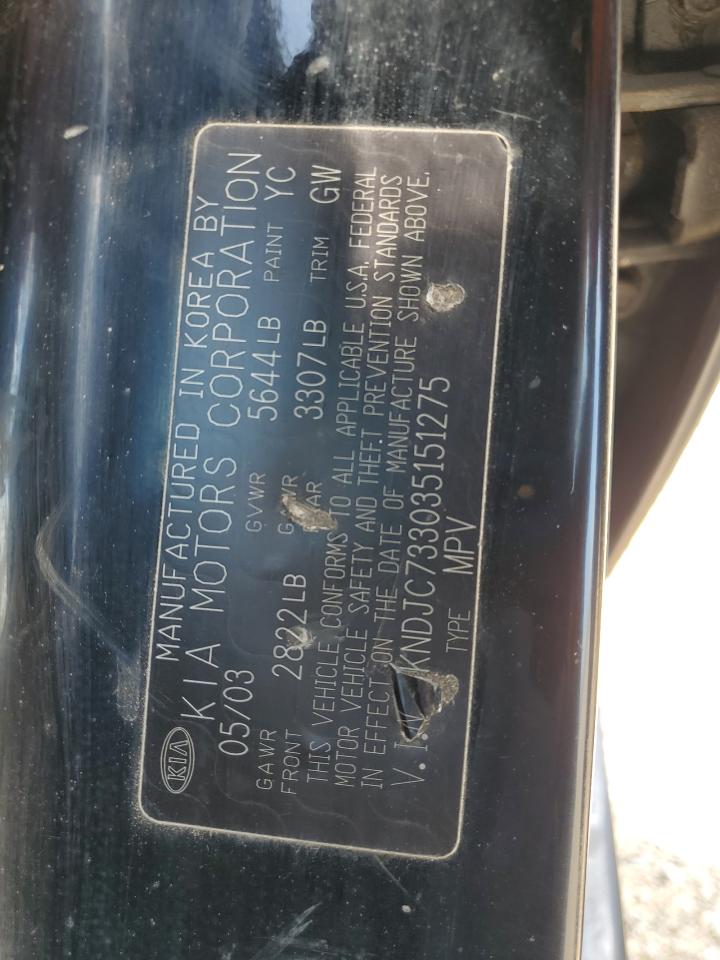 KIA
MANUFACTURED IN KOREA BY
KIA MOTORS CORPORATION
05/03 GVWR 5644LB PAINT YC
GAWR FRONT 2822LB 3307LB TRIM GW
THIS VEHICLE CONFORMS TO ALL APPLICABLE U.S.A. FEDERAL
MOTOR VEHICLE SAFETY AND THEFT PREVENTION STANDARDS
IN EFFECT ON THE DATE OF MANUFACTURE SHOWN ABOVE.
V.I.N KNDJC733035151275
TYPE MPV